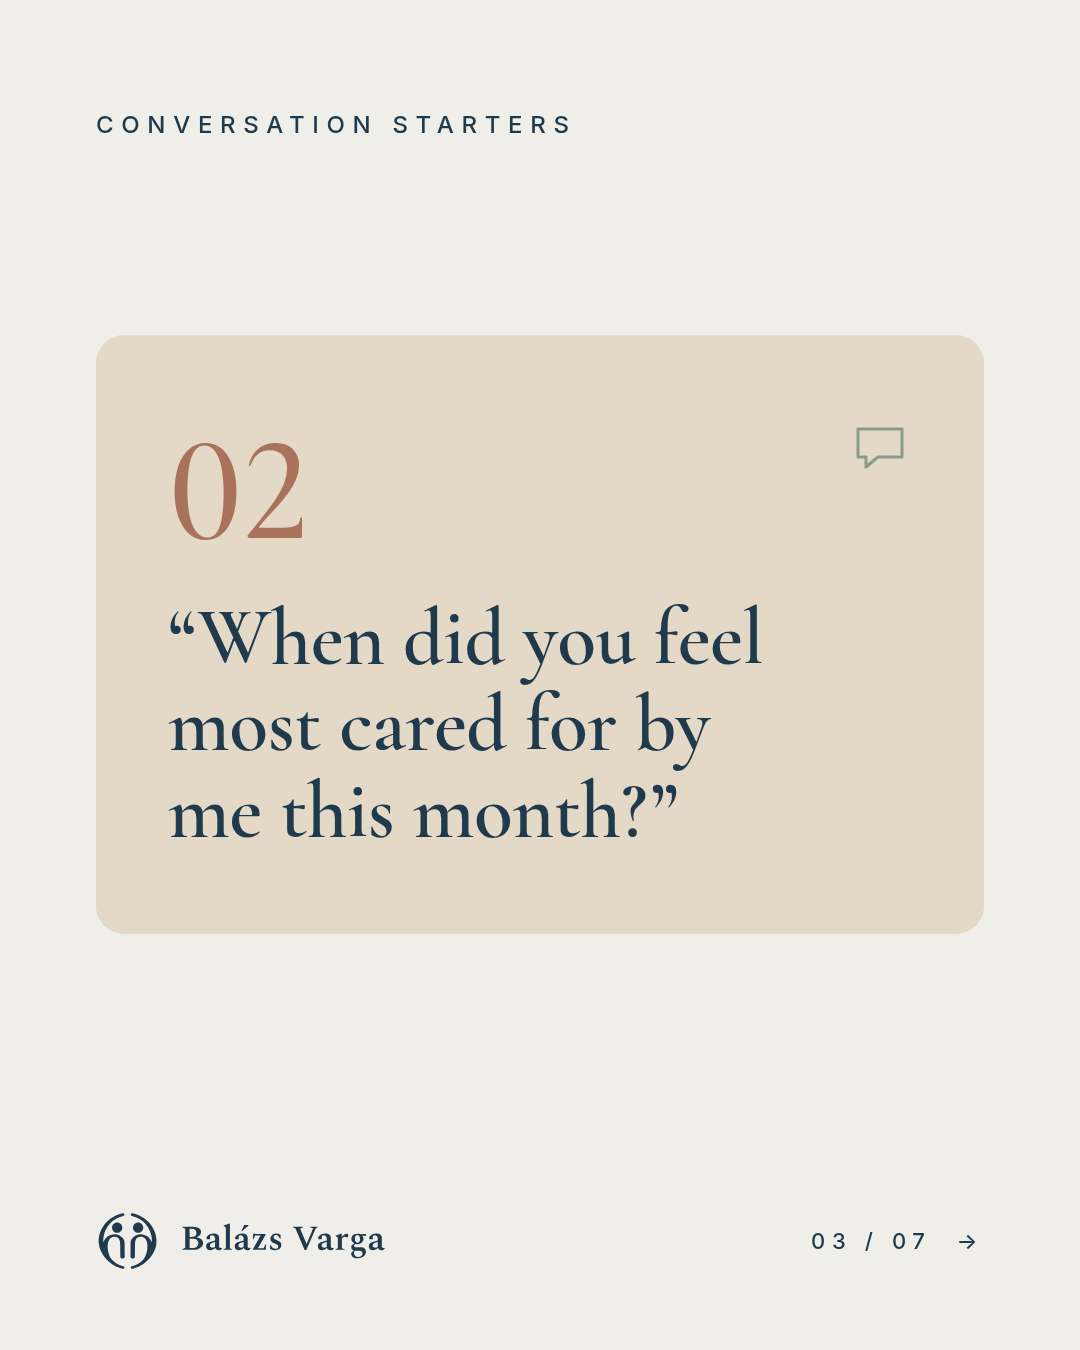 CONVERSATION STARTERS
02
“When did you feel
most cared for by
me this month?”
Balázs Varga
03 / 07 →